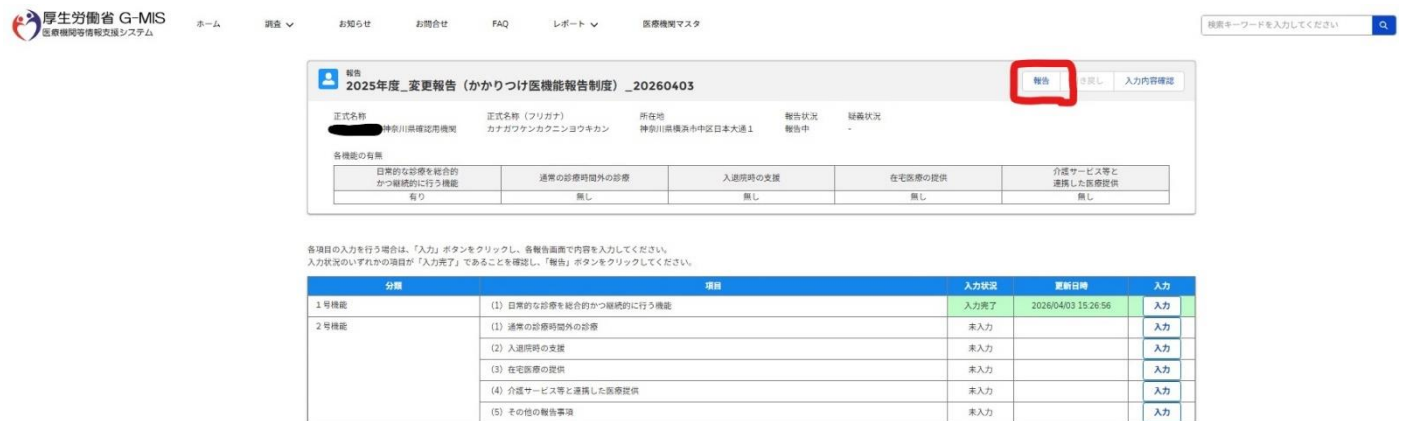 厚生労働省 G-MIS
医療機関等情報支援システム
ホーム 調査 お知らせ お問合せ FAQ レポート 医療機関マスタ
検索キーワードを入力してください
報告
2025年度_変更報告（かかりつけ医機能報告制度）_20260403
報告 き戻し 入力内容確認
正式名称 正式名称（フリガナ） 所在地 報告状況 疑義状況
神奈川県確認用機関 カナガワケンカクニンヨウキカン 神奈川県横浜市中区日本大通１ 報告中 -
各機能の有無
日常的な診療を総合的かつ継続的に行う機能 通常の診療時間外の診療 入退院時の支援 在宅医療の提供 介護サービス等と連携した医療提供
有り 無し 無し 無し 無し
各項目の入力を行う場合は、「入力」ボタンをクリックし、各報告画面で内容を入力してください。
入力状況のいずれかの項目が「入力完了」であることを確認し、「報告」ボタンをクリックしてください。
分類 項目 入力状況 更新日時 入力
１号機能 （1）日常的な診療を総合的かつ継続的に行う機能 入力完了 2026/04/03 15:26:56 入力
２号機能 （1）通常の診療時間外の診療 未入力 入力
（2）入退院時の支援 未入力 入力
（3）在宅医療の提供 未入力 入力
（4）介護サービス等と連携した医療提供 未入力 入力
（5）その他の報告事項 未入力 入力